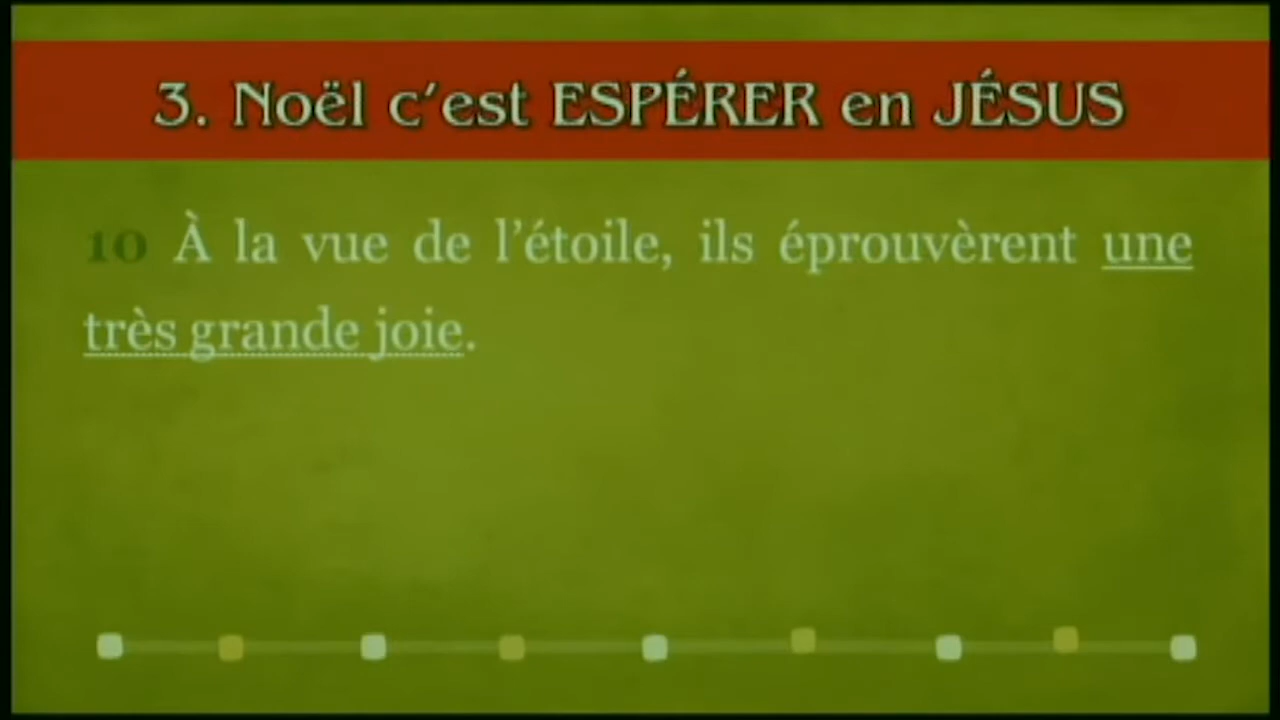 3. Noël c'est ESPÉRER en JÉSUS
10 À la vue de l'étoile, ils éprouvèrent une
très grande joie.